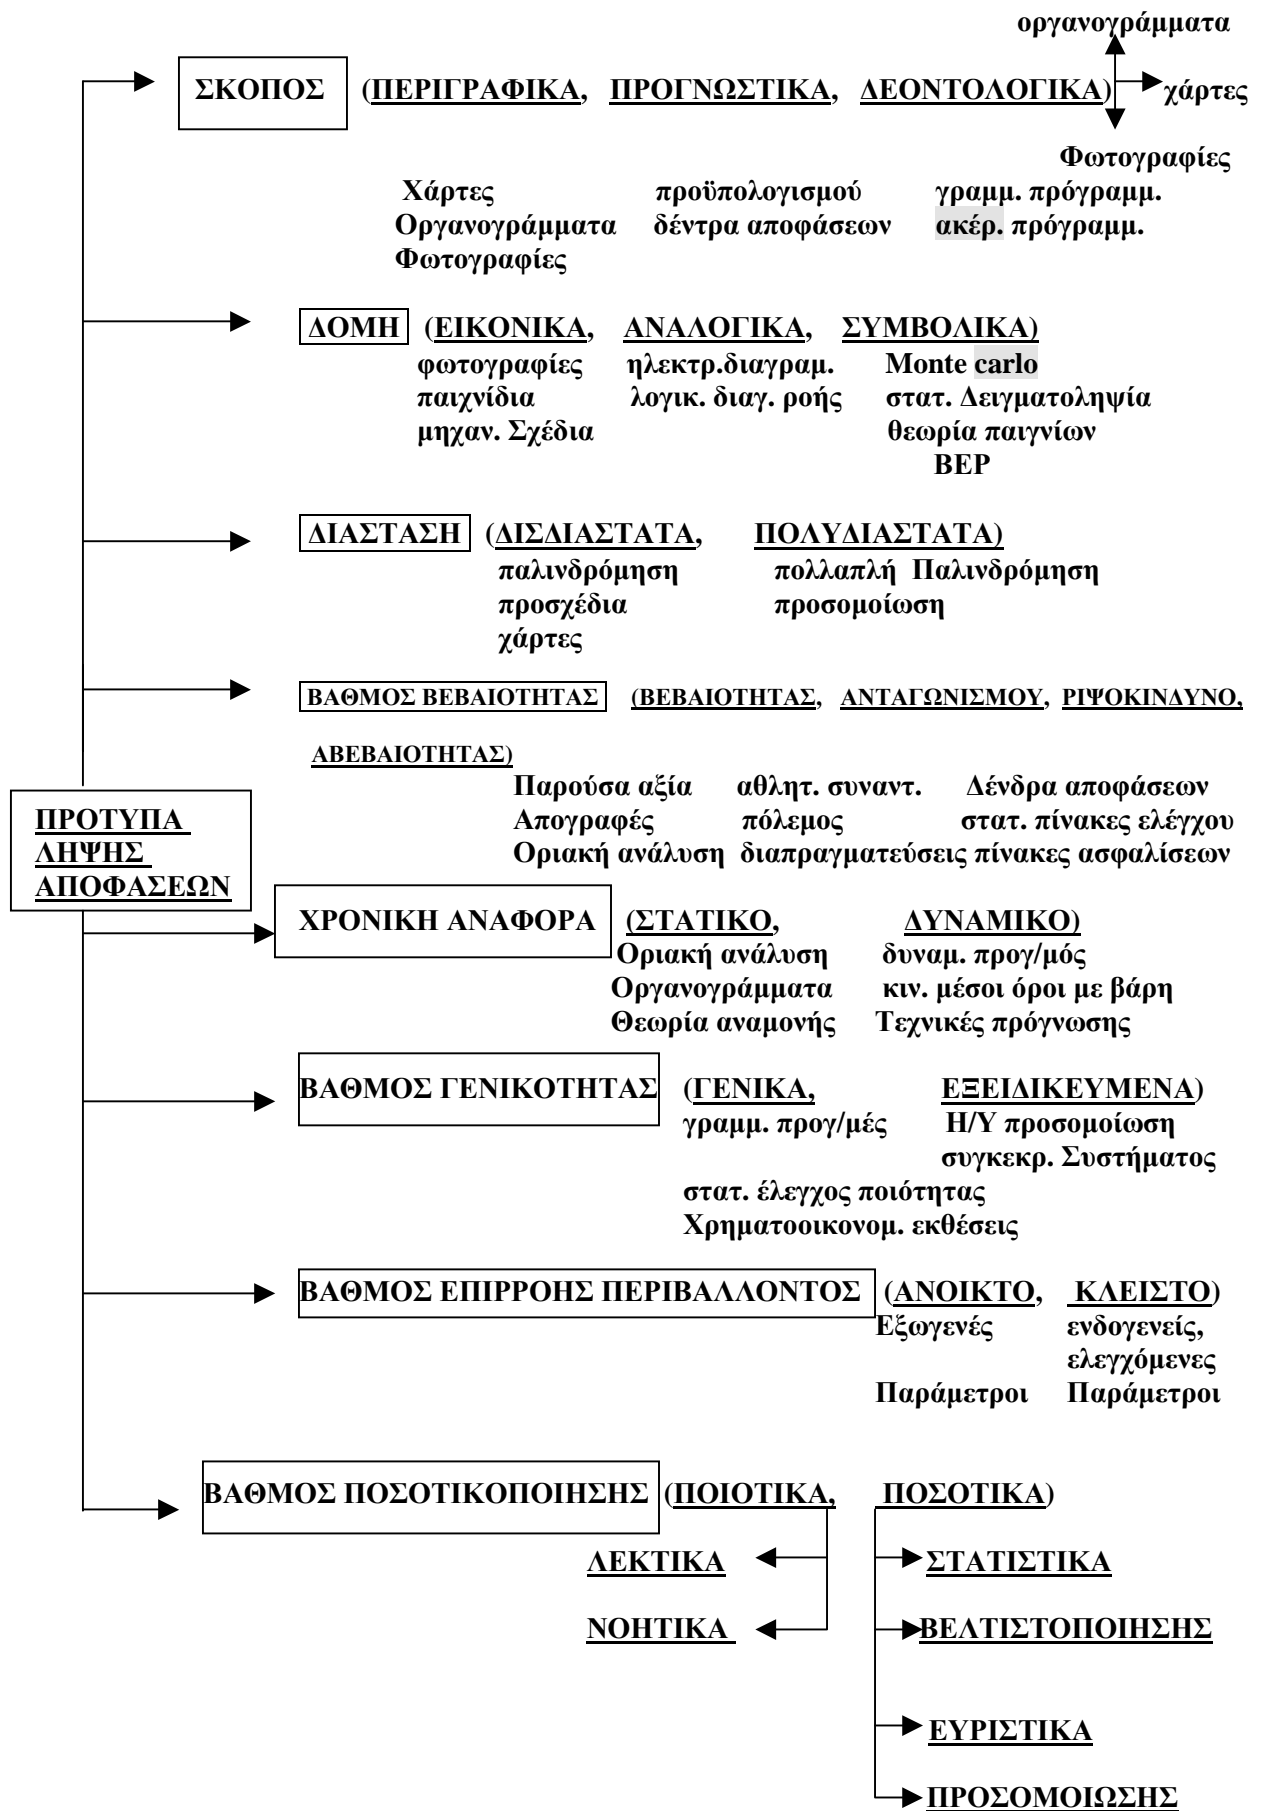 οργανογράμματα
ΣΚΟΠΟΣ (ΠΕΡΙΓΡΑΦΙΚΑ, ΠΡΟΓΝΩΣΤΙΚΑ, ΔΕΟΝΤΟΛΟΓΙΚΑ) χάρτες
Φωτογραφίες
Χάρτες προϋπολογισμού γραμμ. πρόγραμμ.
Οργανογράμματα δέντρα αποφάσεων ακέρ. πρόγραμμ.
Φωτογραφίες
ΔΟΜΗ (ΕΙΚΟΝΙΚΑ, ΑΝΑΛΟΓΙΚΑ, ΣΥΜΒΟΛΙΚΑ)
φωτογραφίες ηλεκτρ.διαγραμ. Monte carlo
παιχνίδια λογικ. διαγ. ροής στατ. Δειγματοληψία
μηχαν. Σχέδια θεωρία παιγνίων
ΒΕΡ
ΔΙΑΣΤΑΣΗ (ΔΙΣΔΙΑΣΤΑΤΑ, ΠΟΛΥΔΙΑΣΤΑΤΑ)
παλινδρόμηση πολλαπλή Παλινδρόμηση
προσχέδια προσομοίωση
χάρτες
ΒΑΘΜΟΣ ΒΕΒΑΙΟΤΗΤΑΣ (ΒΕΒΑΙΟΤΗΤΑΣ, ΑΝΤΑΓΩΝΙΣΜΟΥ, ΡΙΨΟΚΙΝΔΥΝΟ,
ΑΒΕΒΑΙΟΤΗΤΑΣ)
Παρούσα αξία αθλητ. συναντ. Δένδρα αποφάσεων
Απογραφές πόλεμος στατ. πίνακες ελέγχου
Οριακή ανάλυση διαπραγματεύσεις πίνακες ασφαλίσεων
ΠΡΟΤΥΠΑ
ΛΗΨΗΣ
ΑΠΟΦΑΣΕΩΝ
ΧΡΟΝΙΚΗ ΑΝΑΦΟΡΑ (ΣΤΑΤΙΚΟ, ΔΥΝΑΜΙΚΟ)
Οριακή ανάλυση δυναμ. προγ/μός
Οργανογράμματα κιν. μέσοι όροι με βάρη
Θεωρία αναμονής Τεχνικές πρόγνωσης
ΒΑΘΜΟΣ ΓΕΝΙΚΟΤΗΤΑΣ (ΓΕΝΙΚΑ, ΕΞΕΙΔΙΚΕΥΜΕΝΑ)
γραμμ. προγ/μές Η/Υ προσομοίωση
συγκεκρ. Συστήματος
στατ. έλεγχος ποιότητας
Χρηματοοικονομ. εκθέσεις
ΒΑΘΜΟΣ ΕΠΙΡΡΟΗΣ ΠΕΡΙΒΑΛΛΟΝΤΟΣ (ΑΝΟΙΚΤΟ, ΚΛΕΙΣΤΟ)
Εξωγενές ενδογενείς,
ελεγχόμενες
Παράμετροι Παράμετροι
ΒΑΘΜΟΣ ΠΟΣΟΤΙΚΟΠΟΙΗΣΗΣ (ΠΟΙΟΤΙΚΑ, ΠΟΣΟΤΙΚΑ)
ΛΕΚΤΙΚΑ ΣΤΑΤΙΣΤΙΚΑ
ΝΟΗΤΙΚΑ ΒΕΛΤΙΣΤΟΠΟΙΗΣΗΣ
ΕΥΡΙΣΤΙΚΑ
ΠΡΟΣΟΜΟΙΩΣΗΣ